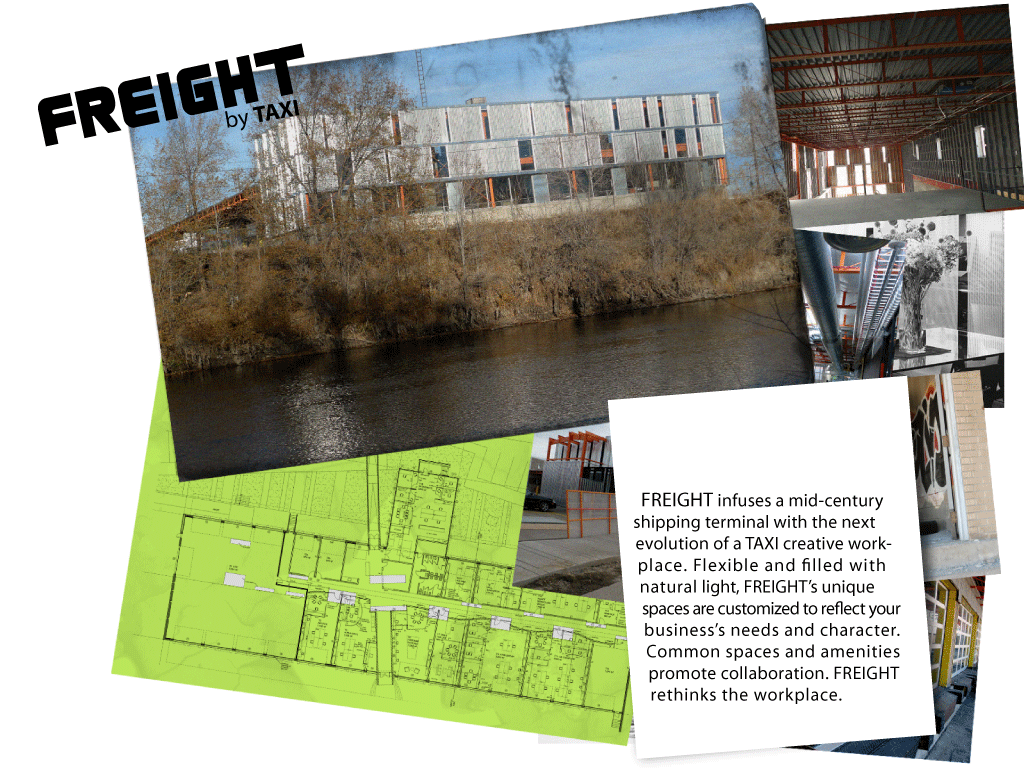 FREIGHT
by TAXI
FREIGHT infuses a mid-century
shipping terminal with the next
evolution of a TAXI creative work-
place. Flexible and filled with
natural light, FREIGHT's unique
spaces are customized to reflect your
business's needs and character.
Common spaces and amenities
promote collaboration. FREIGHT
rethinks the workplace.